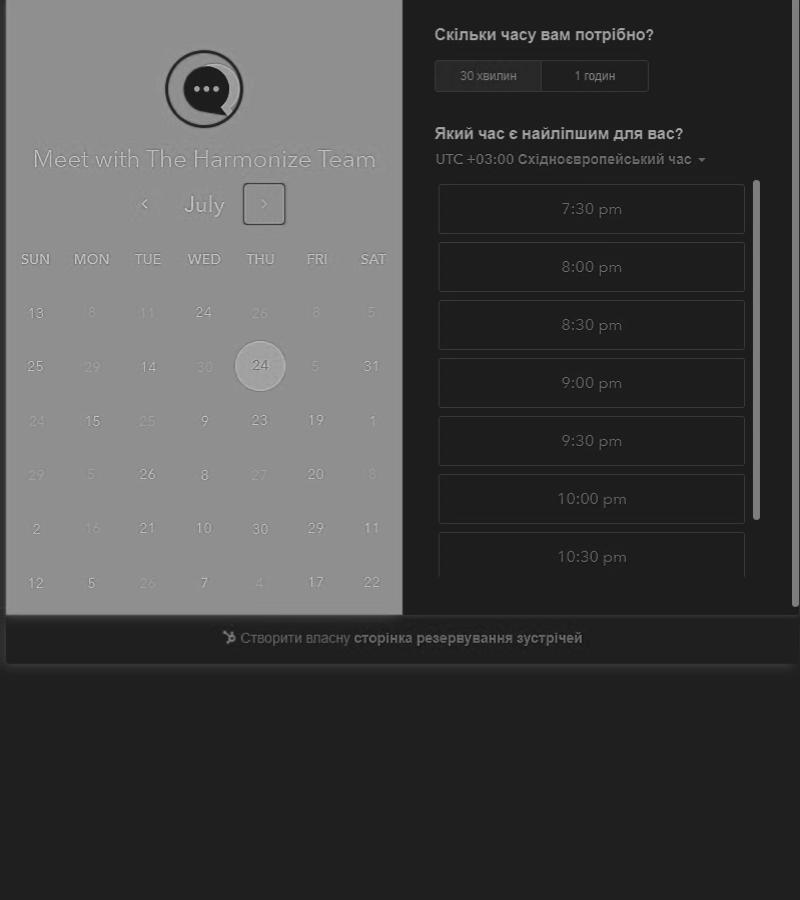 Meet with The Harmonize Team
July
SUN MON TUE WED THU FRI SAT
13 8 11 24 26 8 5
25 29 14 30 24 5 31
24 15 25 9 23 19 1
29 5 26 8 27 20 8
2 16 21 10 30 29 11
12 5 26 7 4 17 22
Скільки часу вам потрібно?
30 хвилин 1 годин
Який час є найліпшим для вас?
UTC +03:00 Східноєвропейський час
7:30 pm
8:00 pm
8:30 pm
9:00 pm
9:30 pm
10:00 pm
10:30 pm
Створити власну сторінка резервування зустрічей